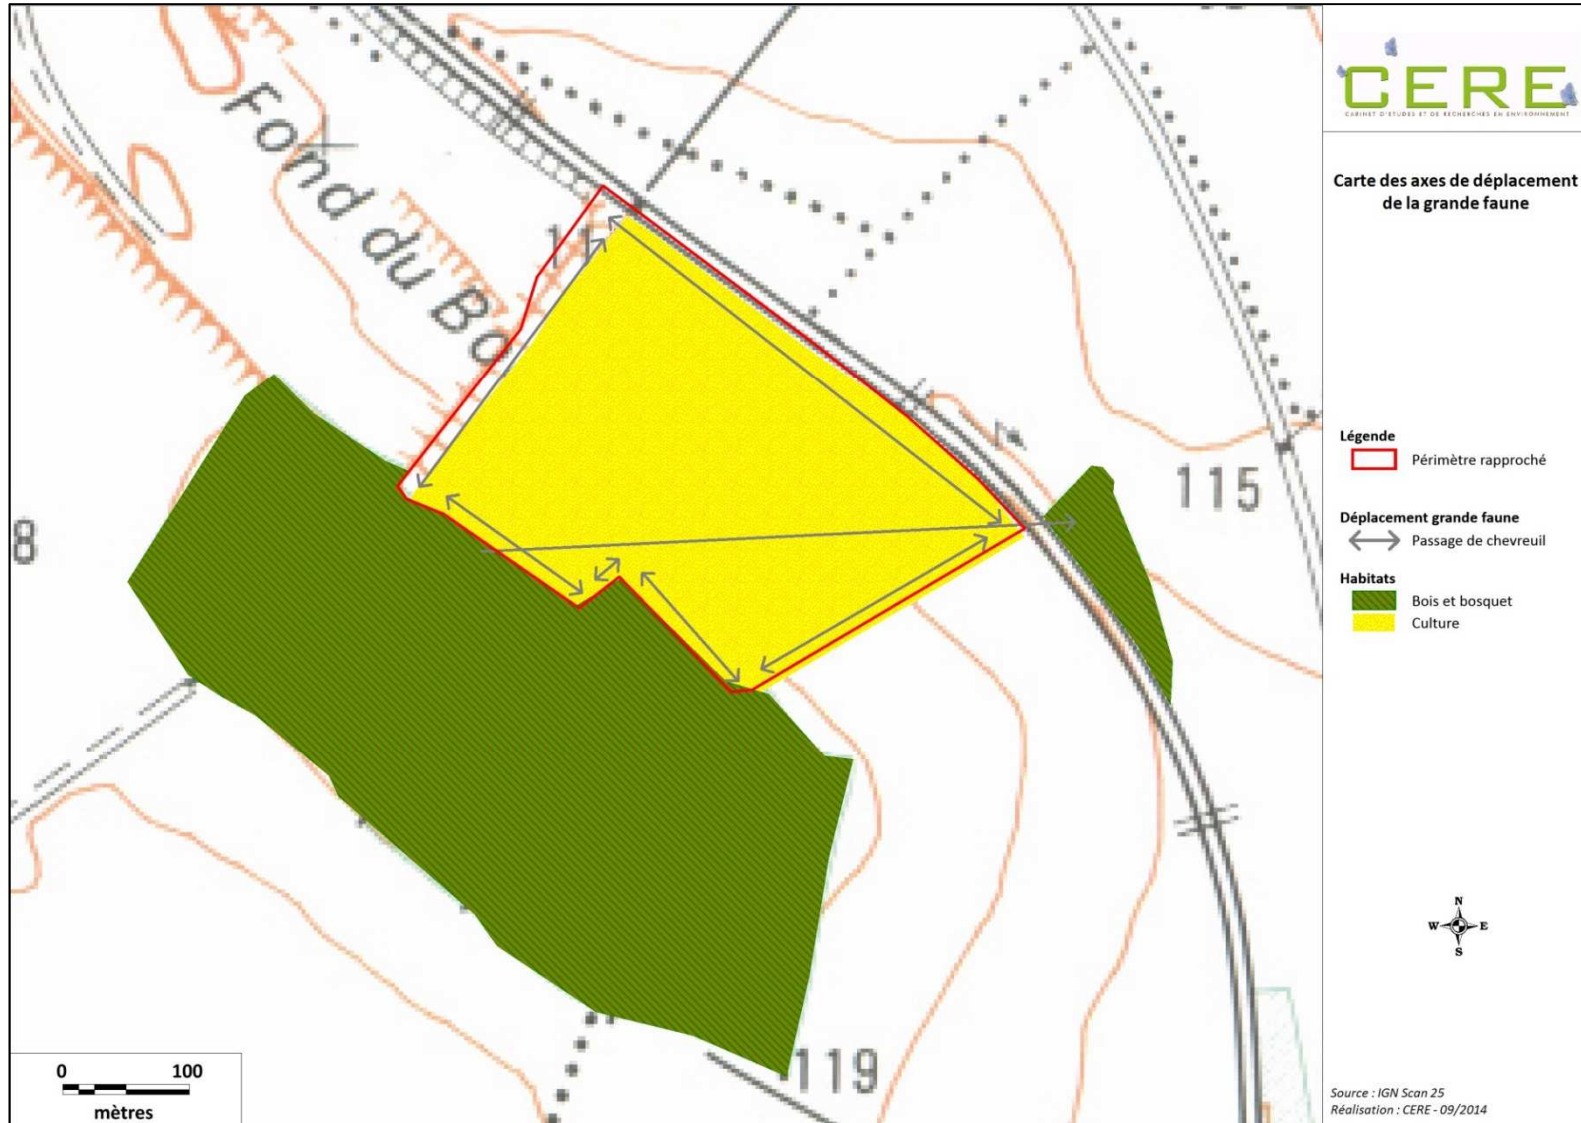 Fond du Bo
11
8
115
119
0 100
mètres
CERE
CABINET D'ETUDES ET DE RECHERCHES EN ENVIRONNEMENT
Carte des axes de déplacement
de la grande faune
Légende
Périmètre rapproché
Déplacement grande faune
Passage de chevreuil
Habitats
Bois et bosquet
Culture
N
W E
S
Source : IGN Scan 25
Réalisation : CERE - 09/2014